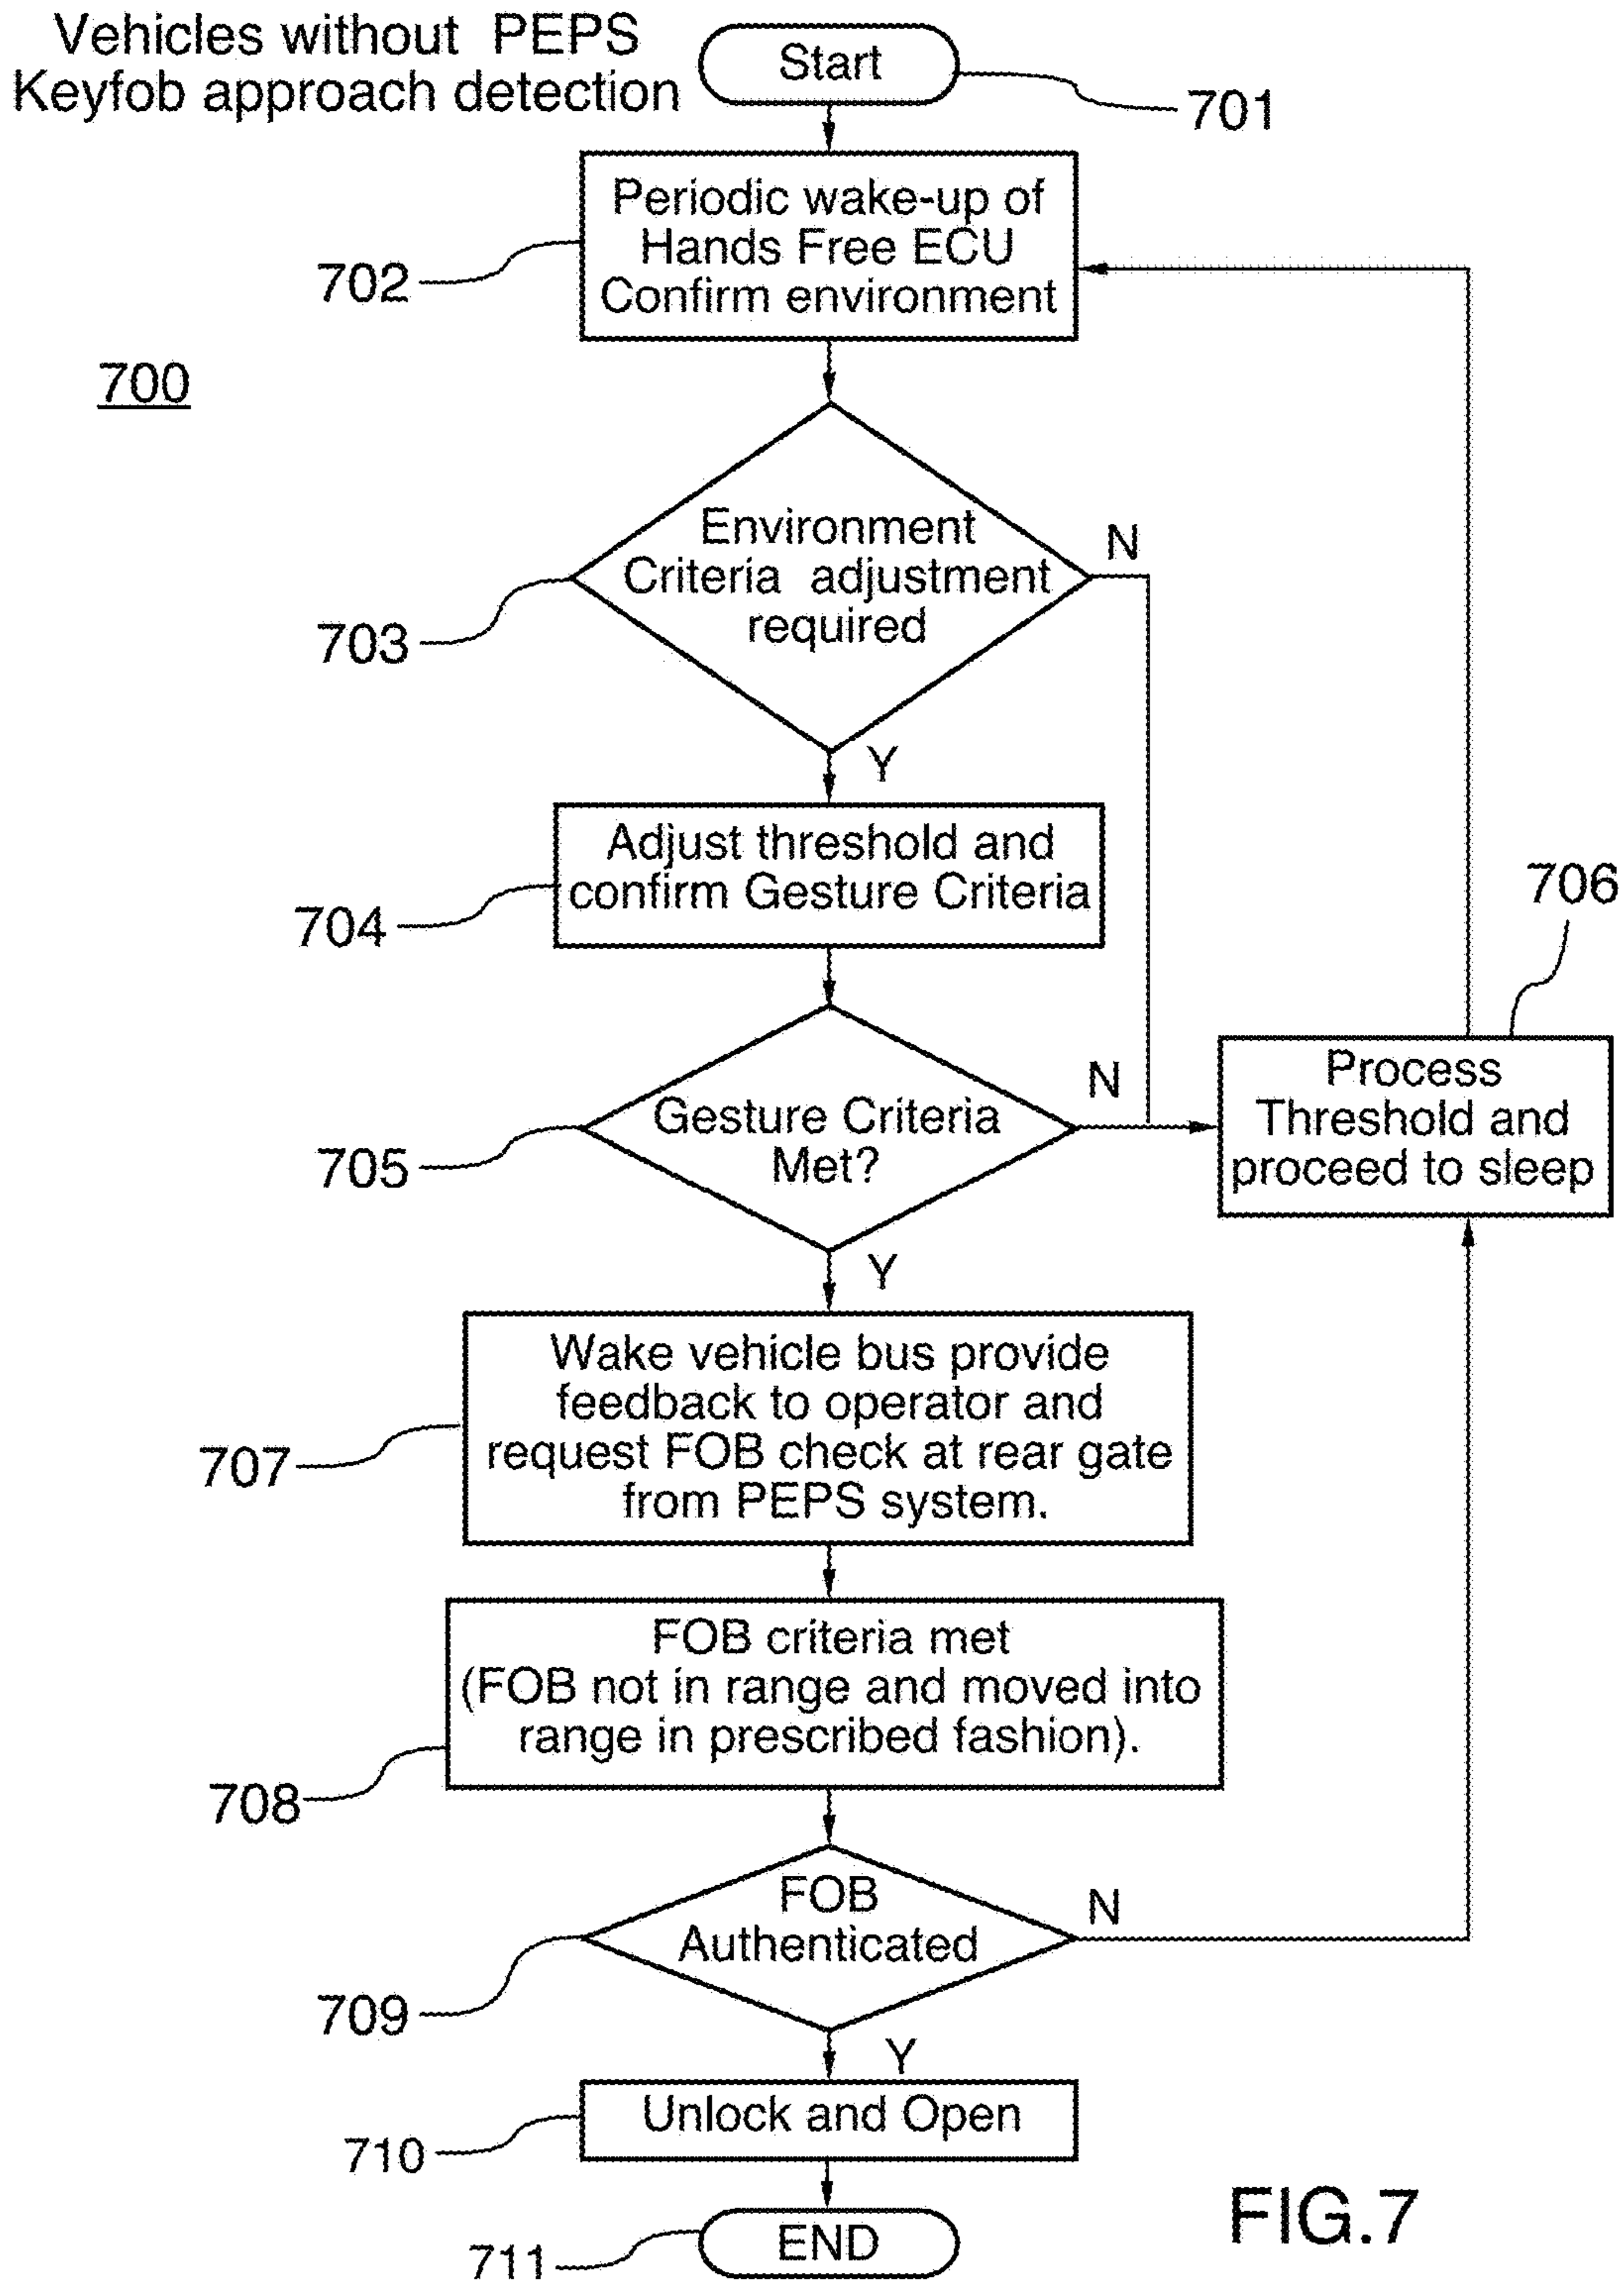 Vehicles without PEPS
Keyfob approach detection
Start
701
Periodic wake-up of
Hands Free ECU
Confirm environment
702
700
Environment
Criteria adjustment
required
N
703
Y
Adjust threshold and
confirm Gesture Criteria
704
706
Gesture Criteria
Met?
N
705
Process
Threshold and
proceed to sleep
Y
Wake vehicle bus provide
feedback to operator and
request FOB check at rear gate
from PEPS system.
707
FOB criteria met
(FOB not in range and moved into
range in prescribed fashion).
708
FOB
Authenticated
N
709
Y
Unlock and Open
710
END
711
FIG.7